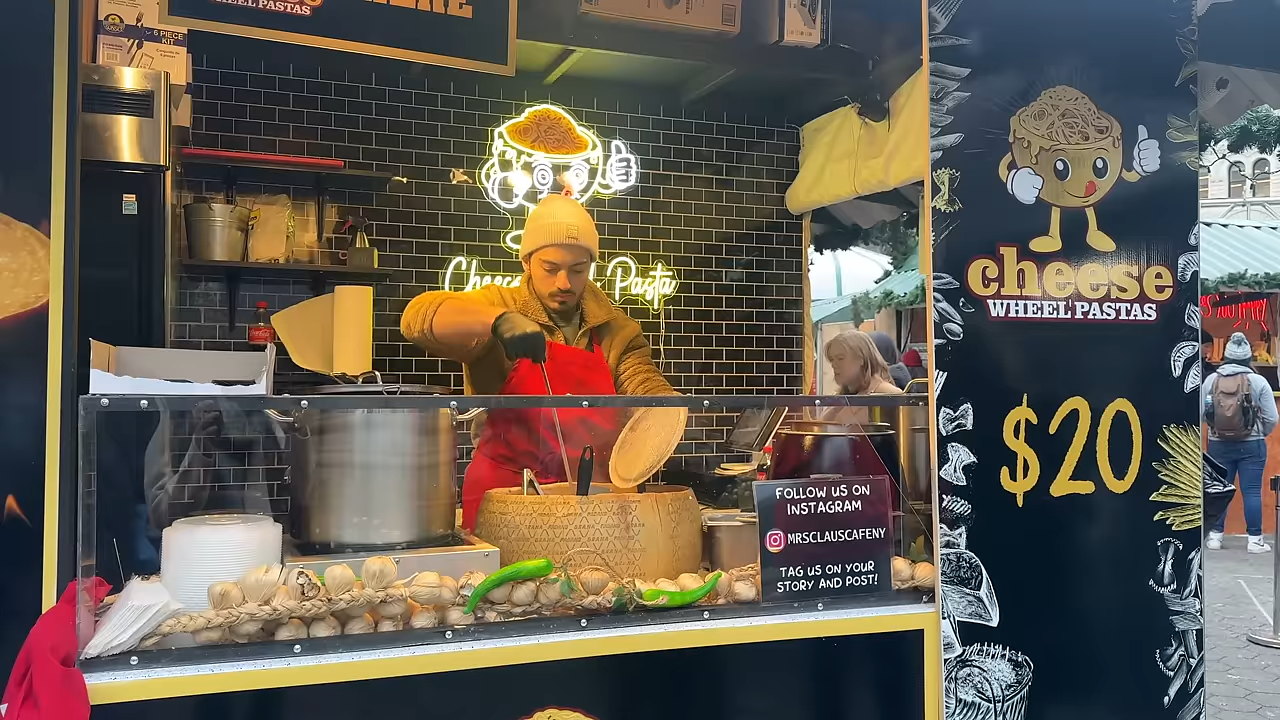 WHEEL PASTAS
6 PIECE
KIT
Pasta
cheese
WHEEL PASTAS
$20
FOLLOW US ON
INSTAGRAM
MRSCLAUSCAFENY
TAG US ON YOUR
STORY AND POST!